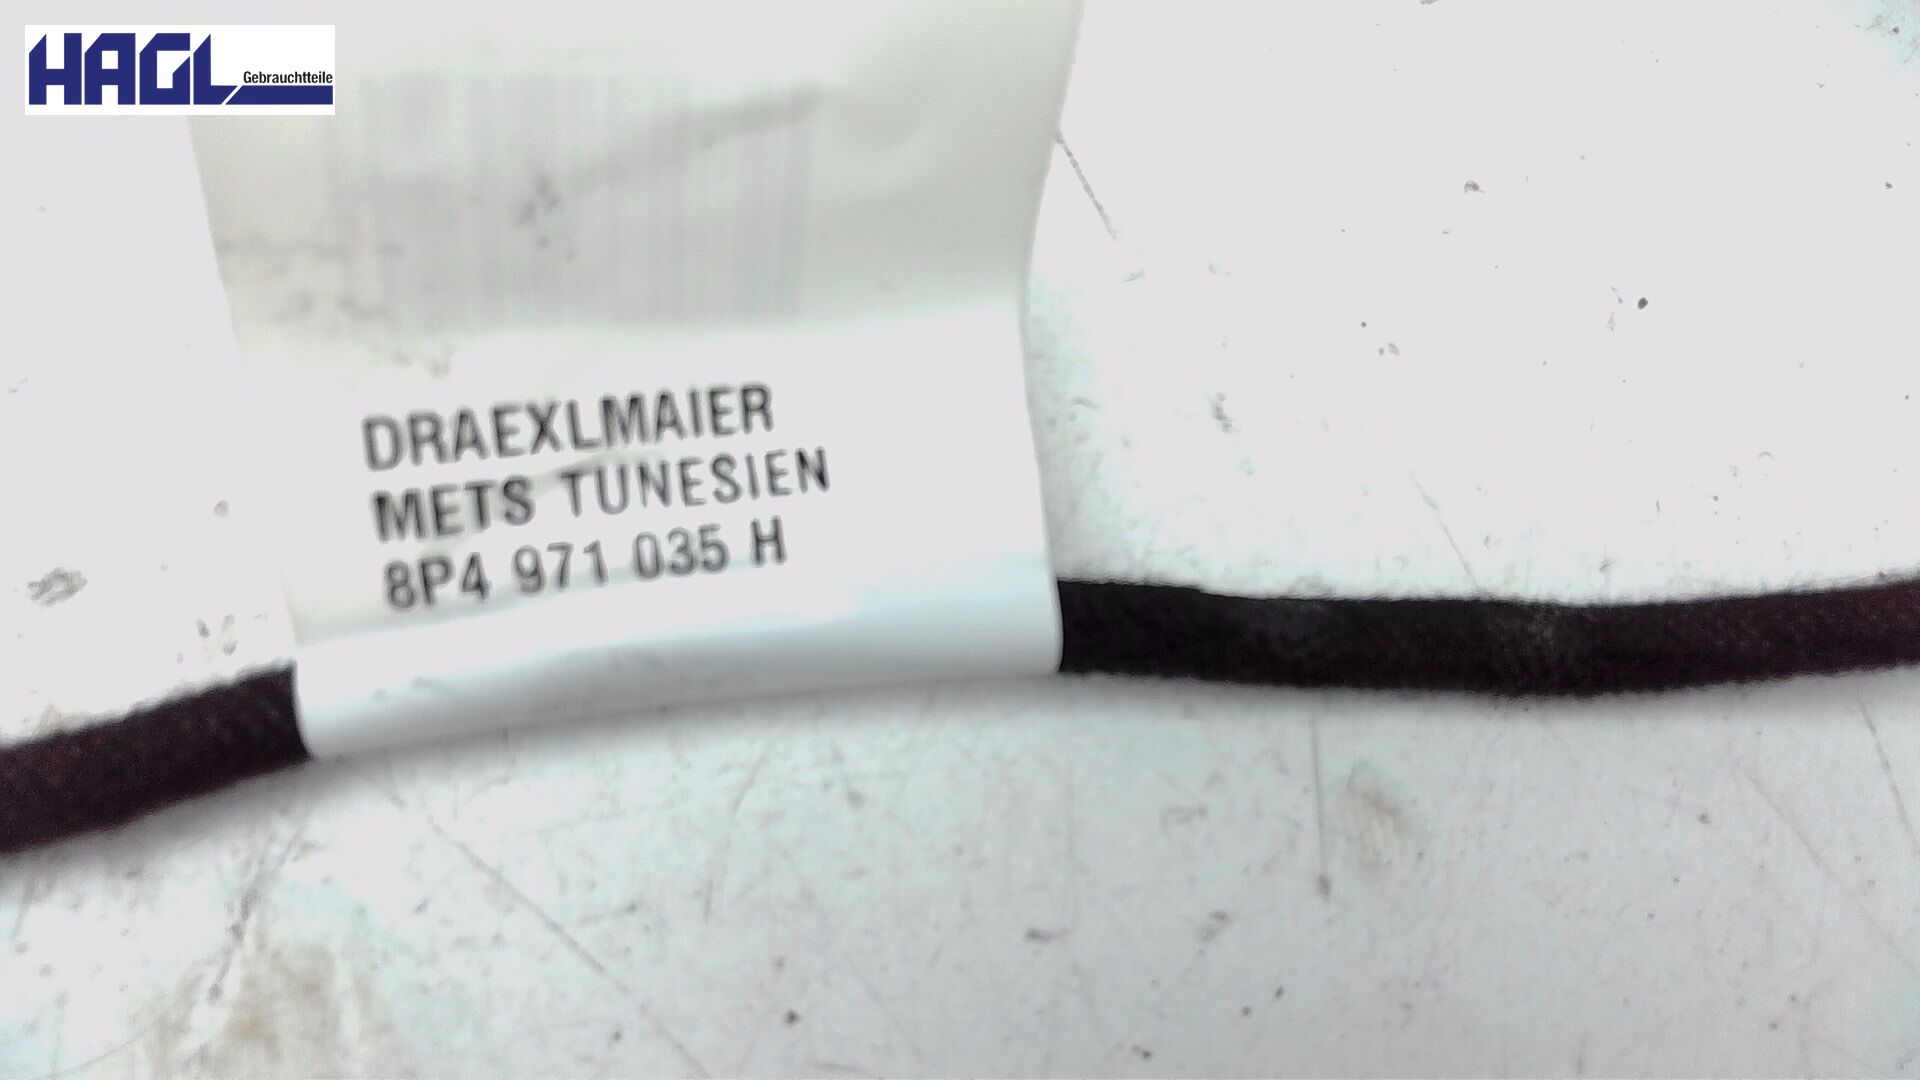 HAGL
Gebrauchtteile
DRAEXLMAIER
METS TUNESIEN
8P4 971 035 H